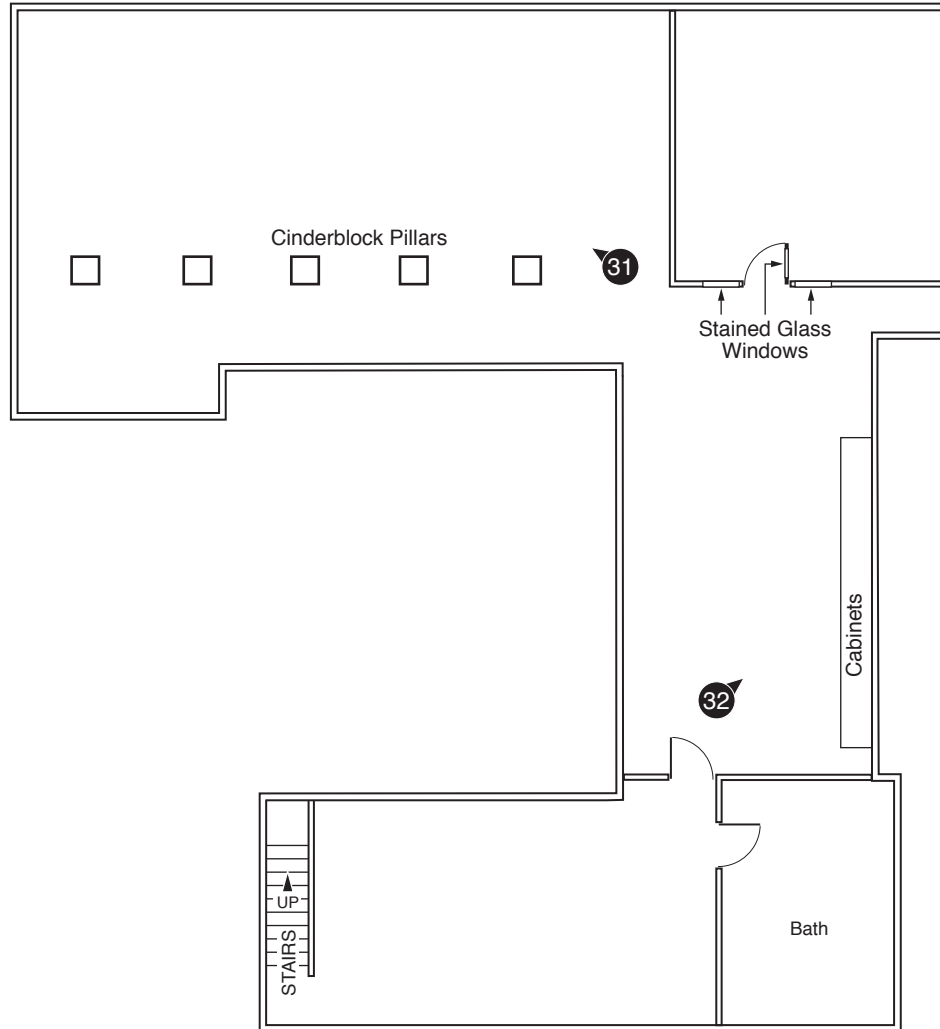 Cinderblock Pillars
31
Stained Glass
Windows
Cabinets
32
UP
STAIRS
Bath